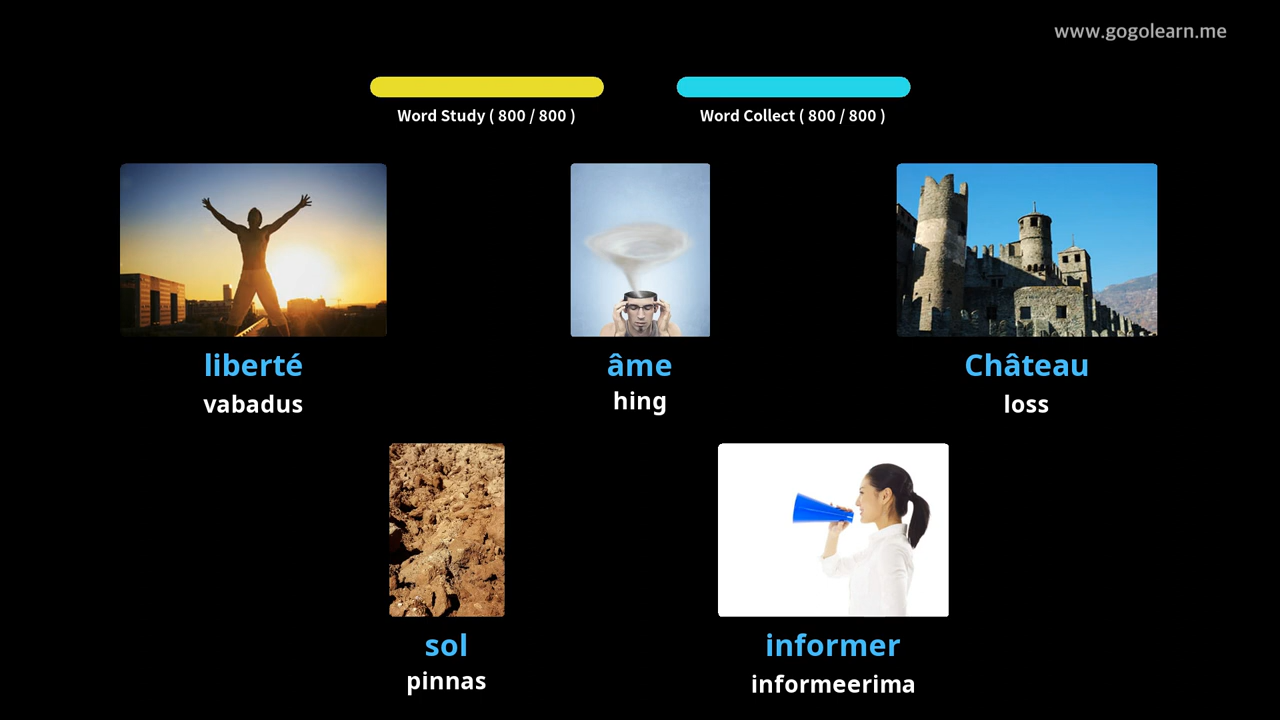 www.gogolearn.me
Word Study ( 800 / 800 )
Word Collect ( 800 / 800 )
liberté
vabadus
âme
hing
Château
loss
sol
pinnas
informer
informeerima